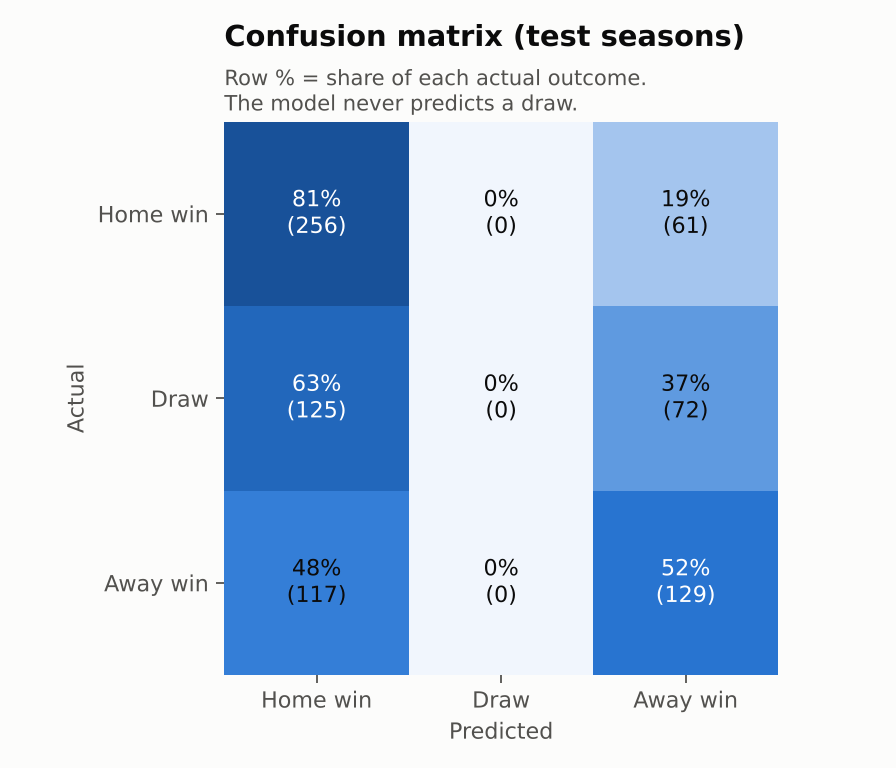 Confusion matrix (test seasons)
Row % = share of each actual outcome.
The model never predicts a draw.
Actual
Home win
81%
(256)
0%
(0)
19%
(61)
Draw
63%
(125)
0%
(0)
37%
(72)
Away win
48%
(117)
0%
(0)
52%
(129)
Home win
Draw
Away win
Predicted